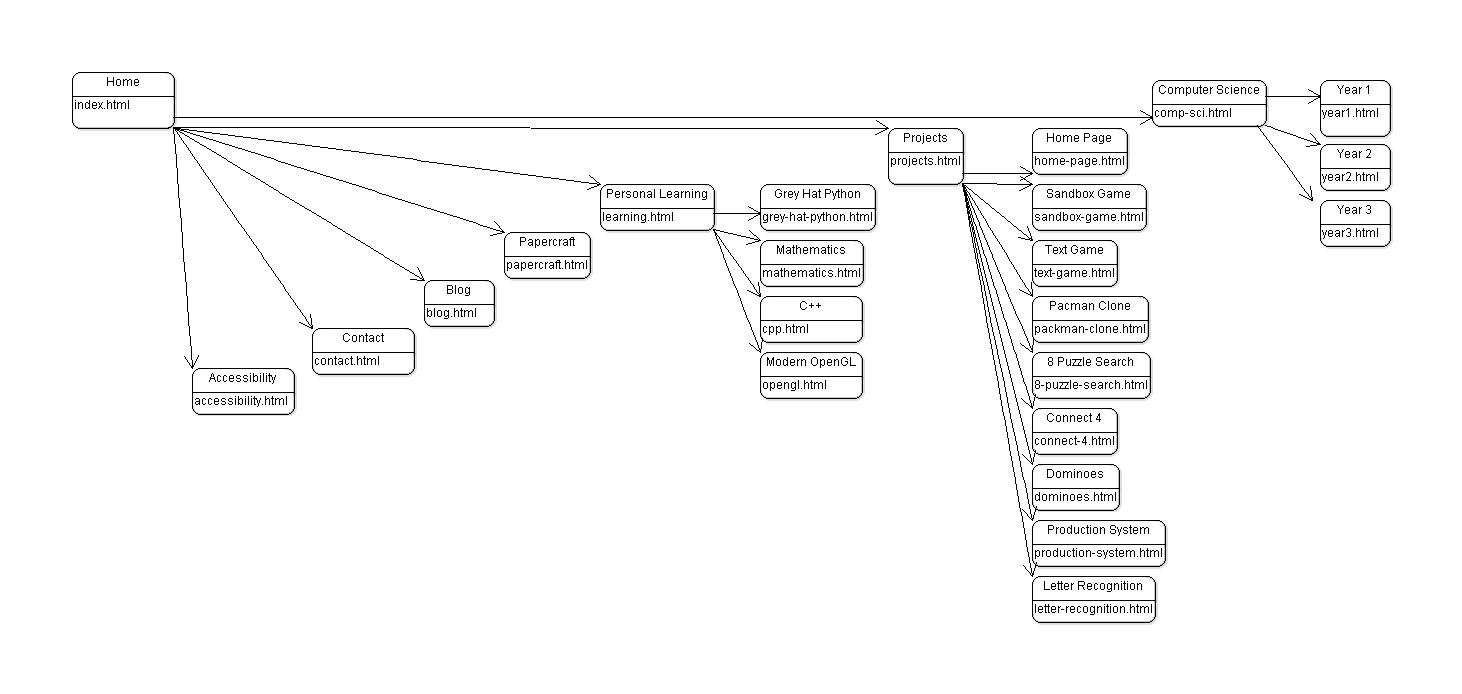 Home
index.html
Computer Science
comp-sci.html
Year 1
year1.html
Year 2
year2.html
Year 3
year3.html
Projects
projects.html
Home Page
home-page.html
Sandbox Game
sandbox-game.html
Text Game
text-game.html
Pacman Clone
packman-clone.html
8 Puzzle Search
8-puzzle-search.html
Connect 4
connect-4.html
Dominoes
dominoes.html
Production System
production-system.html
Letter Recognition
letter-recognition.html
Personal Learning
learning.html
Grey Hat Python
grey-hat-python.html
Mathematics
mathematics.html
C++
cpp.html
Modern OpenGL
opengl.html
Papercraft
papercraft.html
Blog
blog.html
Contact
contact.html
Accessibility
accessibility.html